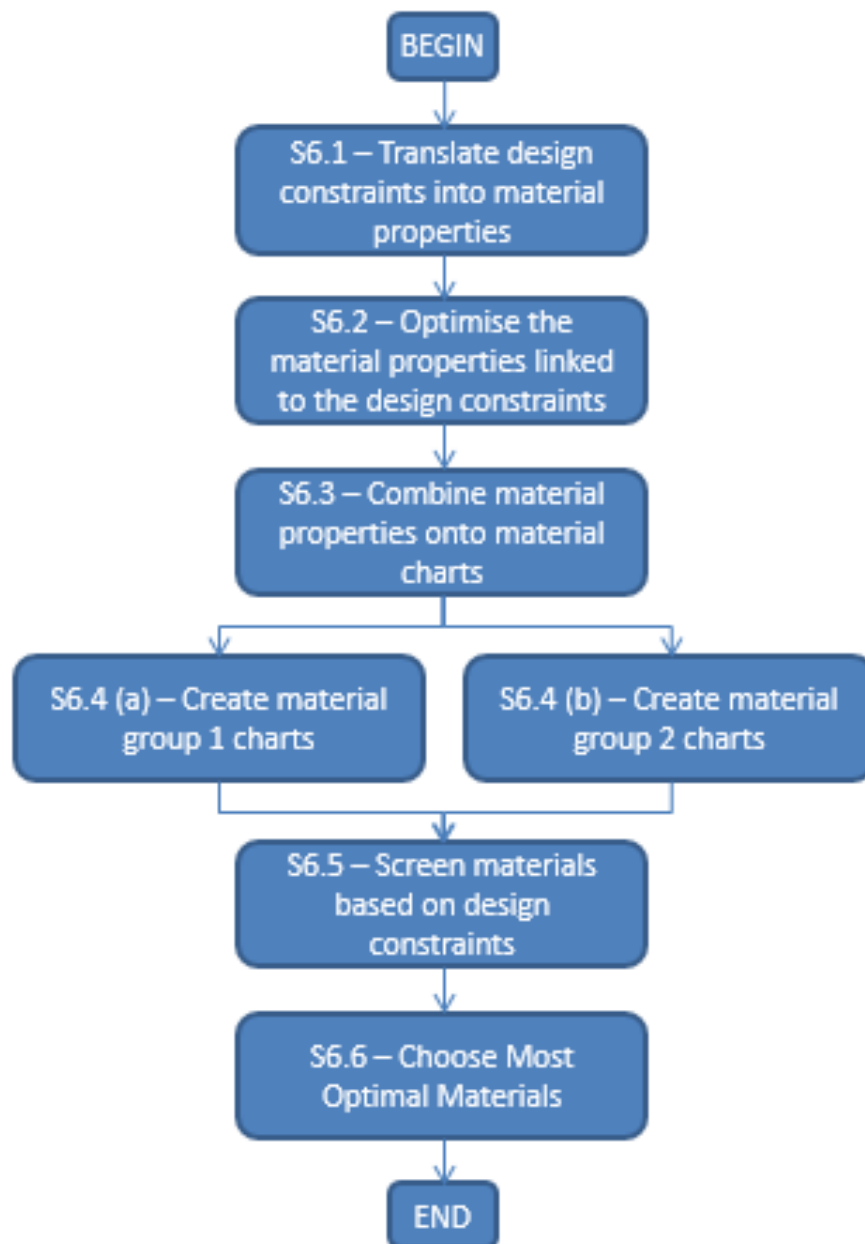 BEGIN
S6.1 – Translate design
constraints into material
properties
S6.2 – Optimise the
material properties linked
to the design constraints
S6.3 – Combine material
properties onto material
charts
S6.4 (a) – Create material
group 1 charts
S6.4 (b) – Create material
group 2 charts
S6.5 – Screen materials
based on design
constraints
S6.6 – Choose Most
Optimal Materials
END